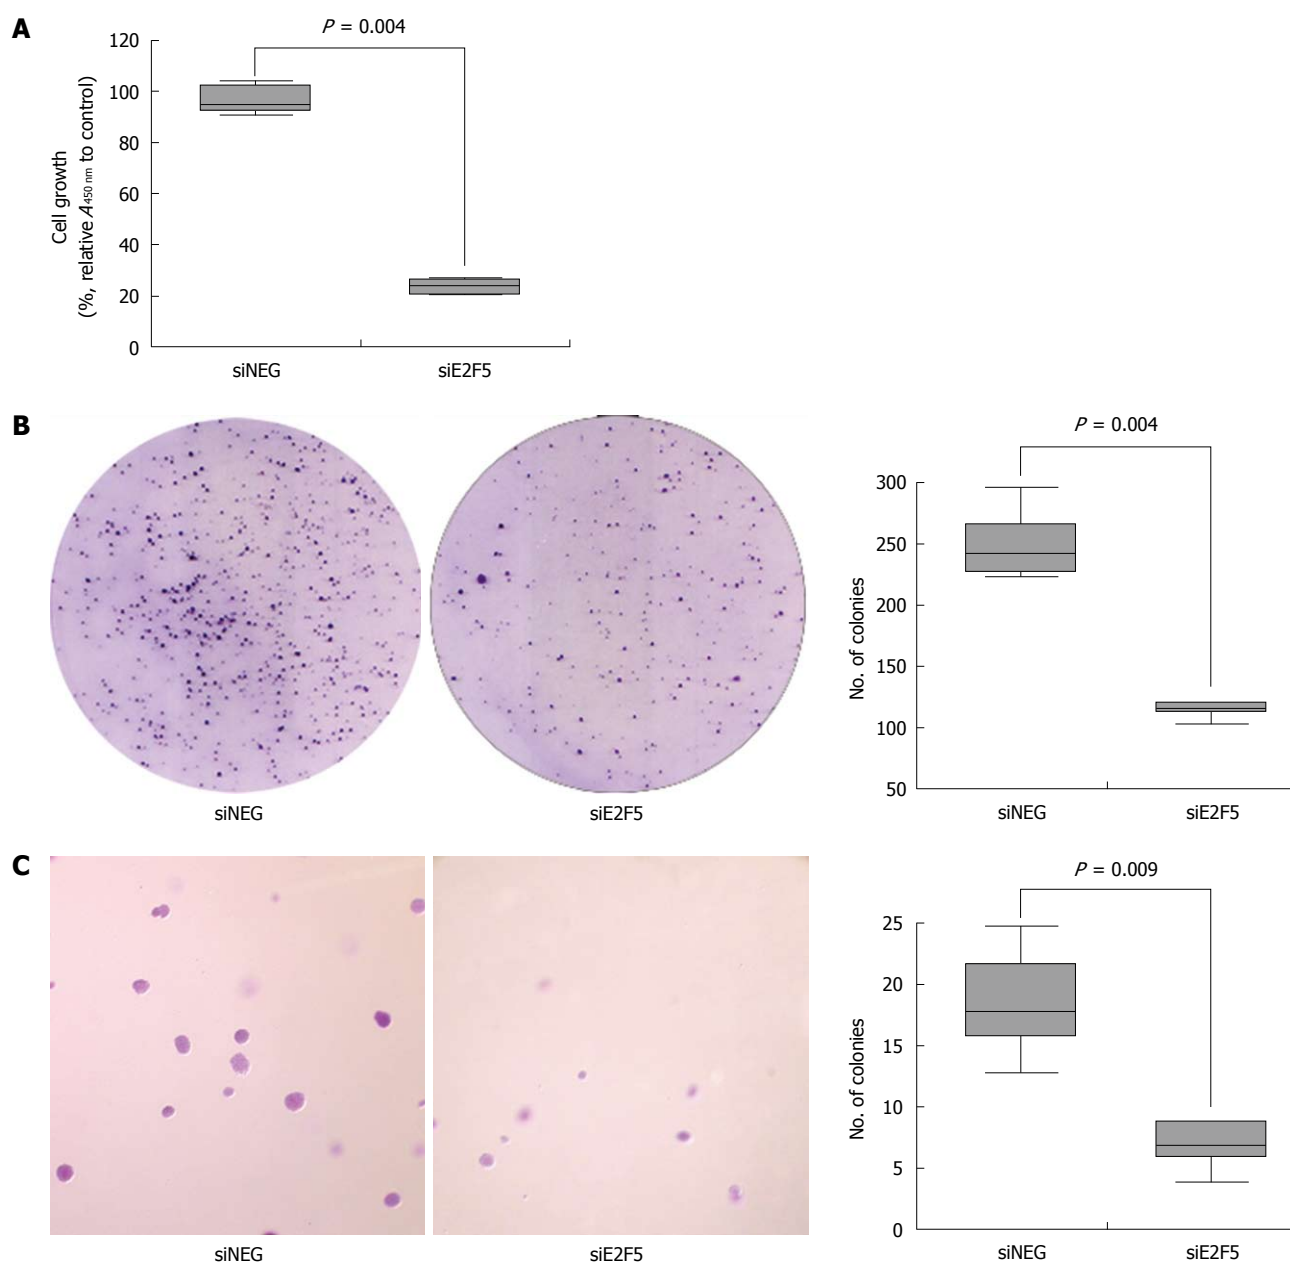 A
P = 0.004
120
100
80
60
40
20
0
Cell growth
(%, relative A450 nm to control)
siNEG siE2F5
B
siNEG siE2F5
P = 0.004
300
250
200
150
100
50
No. of colonies
siNEG siE2F5
C
siNEG siE2F5
P = 0.009
25
20
15
10
5
0
No. of colonies
siNEG siE2F5